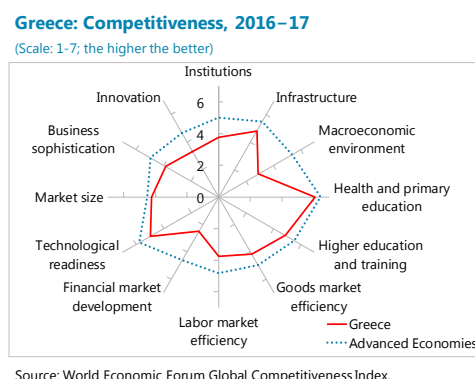 Greece: Competitiveness, 2016–17
(Scale: 1-7; the higher the better)
Institutions
Innovation
Infrastructure
6
Business
sophistication
Macroeconomic
environment
4
2
Market size
0
Health and primary
education
Technological
readiness
Higher education
and training
Financial market
development
Goods market
efficiency
Labor market
efficiency
Greece
Advanced Economies
Source: World Economic Forum Global Competitiveness Index.